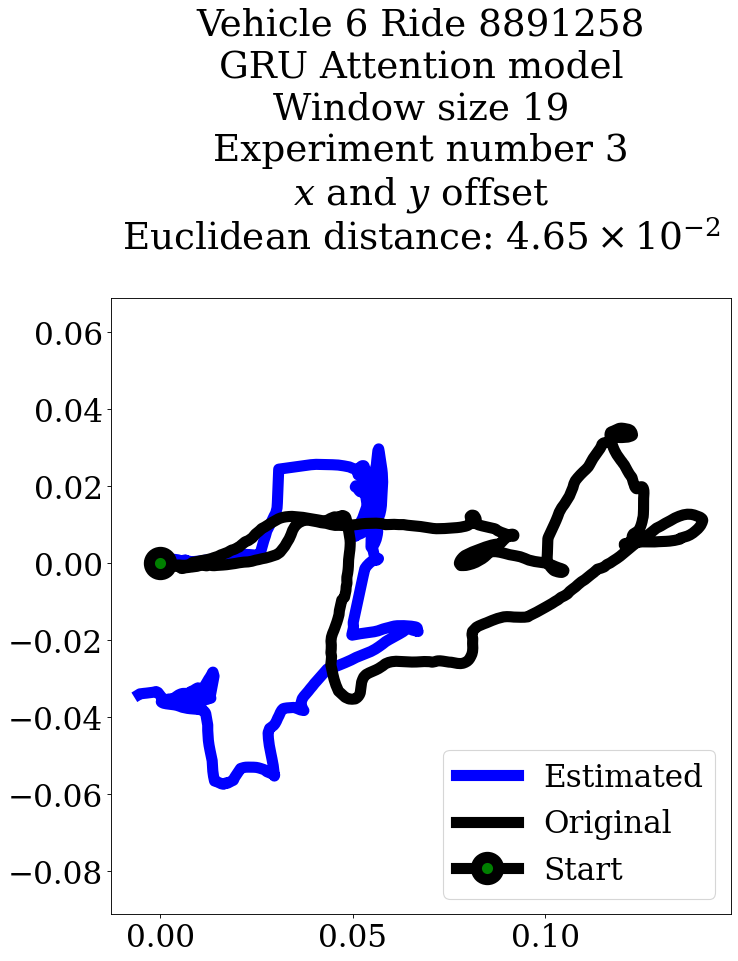 Vehicle 6 Ride 8891258
GRU Attention model
Window size 19
Experiment number 3
x and y offset
Euclidean distance: 4.65 × 10⁻²
0.06
0.04
0.02
0.00
−0.02
−0.04
−0.06
−0.08
Estimated
Original
Start
0.00 0.05 0.10